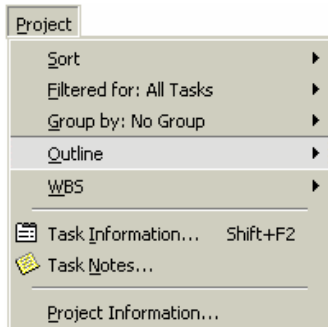 Project
Sort
Filtered for: All Tasks
Group by: No Group
Outline
WBS
Task Information... Shift+F2
Task Notes...
Project Information...